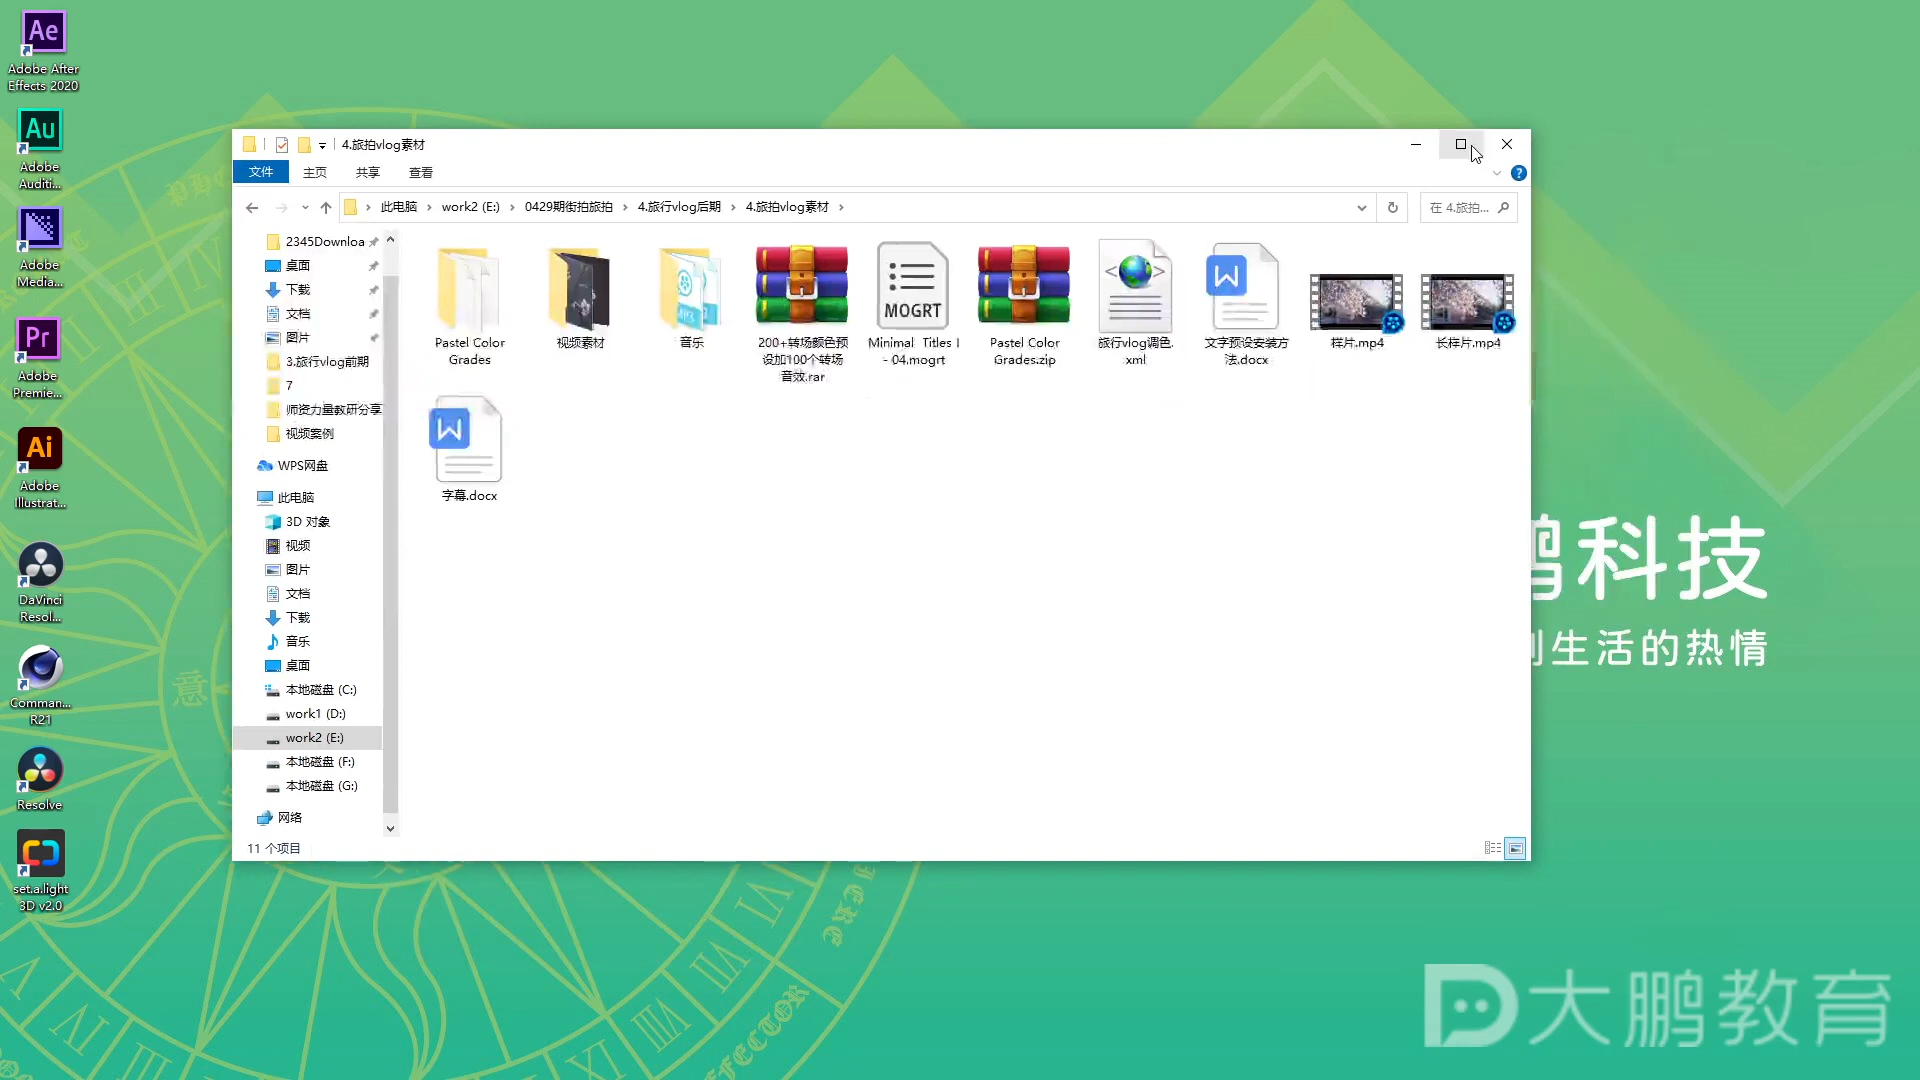 Adobe After
Effects 2020
Adobe
Auditi...
Adobe
Media...
Adobe
Premie...
Adobe
Illustrat...
DaVinci
Resol...
Comman...
R21
Resolve
set.a.light
3D v2.0
4.旅拍vlog素材
文件 主页 共享 查看
此电脑 work2 (E:) 0429期街拍旅拍 4.旅行vlog后期 4.旅拍vlog素材
在 4.旅拍...
2345Downloa
桌面
下载
文档
图片
3.旅行vlog前期
7
师资力量教研分享
视频案例
WPS网盘
此电脑
3D 对象
视频
图片
文档
下载
音乐
桌面
本地磁盘 (C:)
work1 (D:)
work2 (E:)
本地磁盘 (F:)
本地磁盘 (G:)
网络
Pastel Color
Grades
视频素材
音乐
200+转场颜色预
设加100个转场
音效.rar
MOGRT
Minimal Titles I
- 04.mogrt
Pastel Color
Grades.zip
旅行vlog调色.
xml
文字预设安装方
法.docx
样片.mp4
长样片.mp4
字幕.docx
11 个项目
鹏科技
生活的热情
大鹏教育